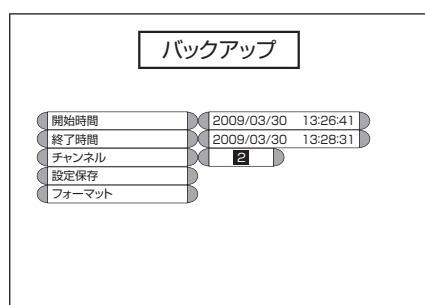 バックアップ
開始時間 2009/03/30 13:26:41
終了時間 2009/03/30 13:28:31
チャンネル 2
設定保存
フォーマット